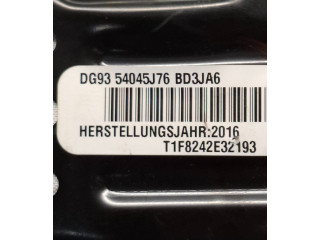 DG93 54045J76 BD3JA6
HERSTELLUNGSJAHR:2016
T1F8242E32193